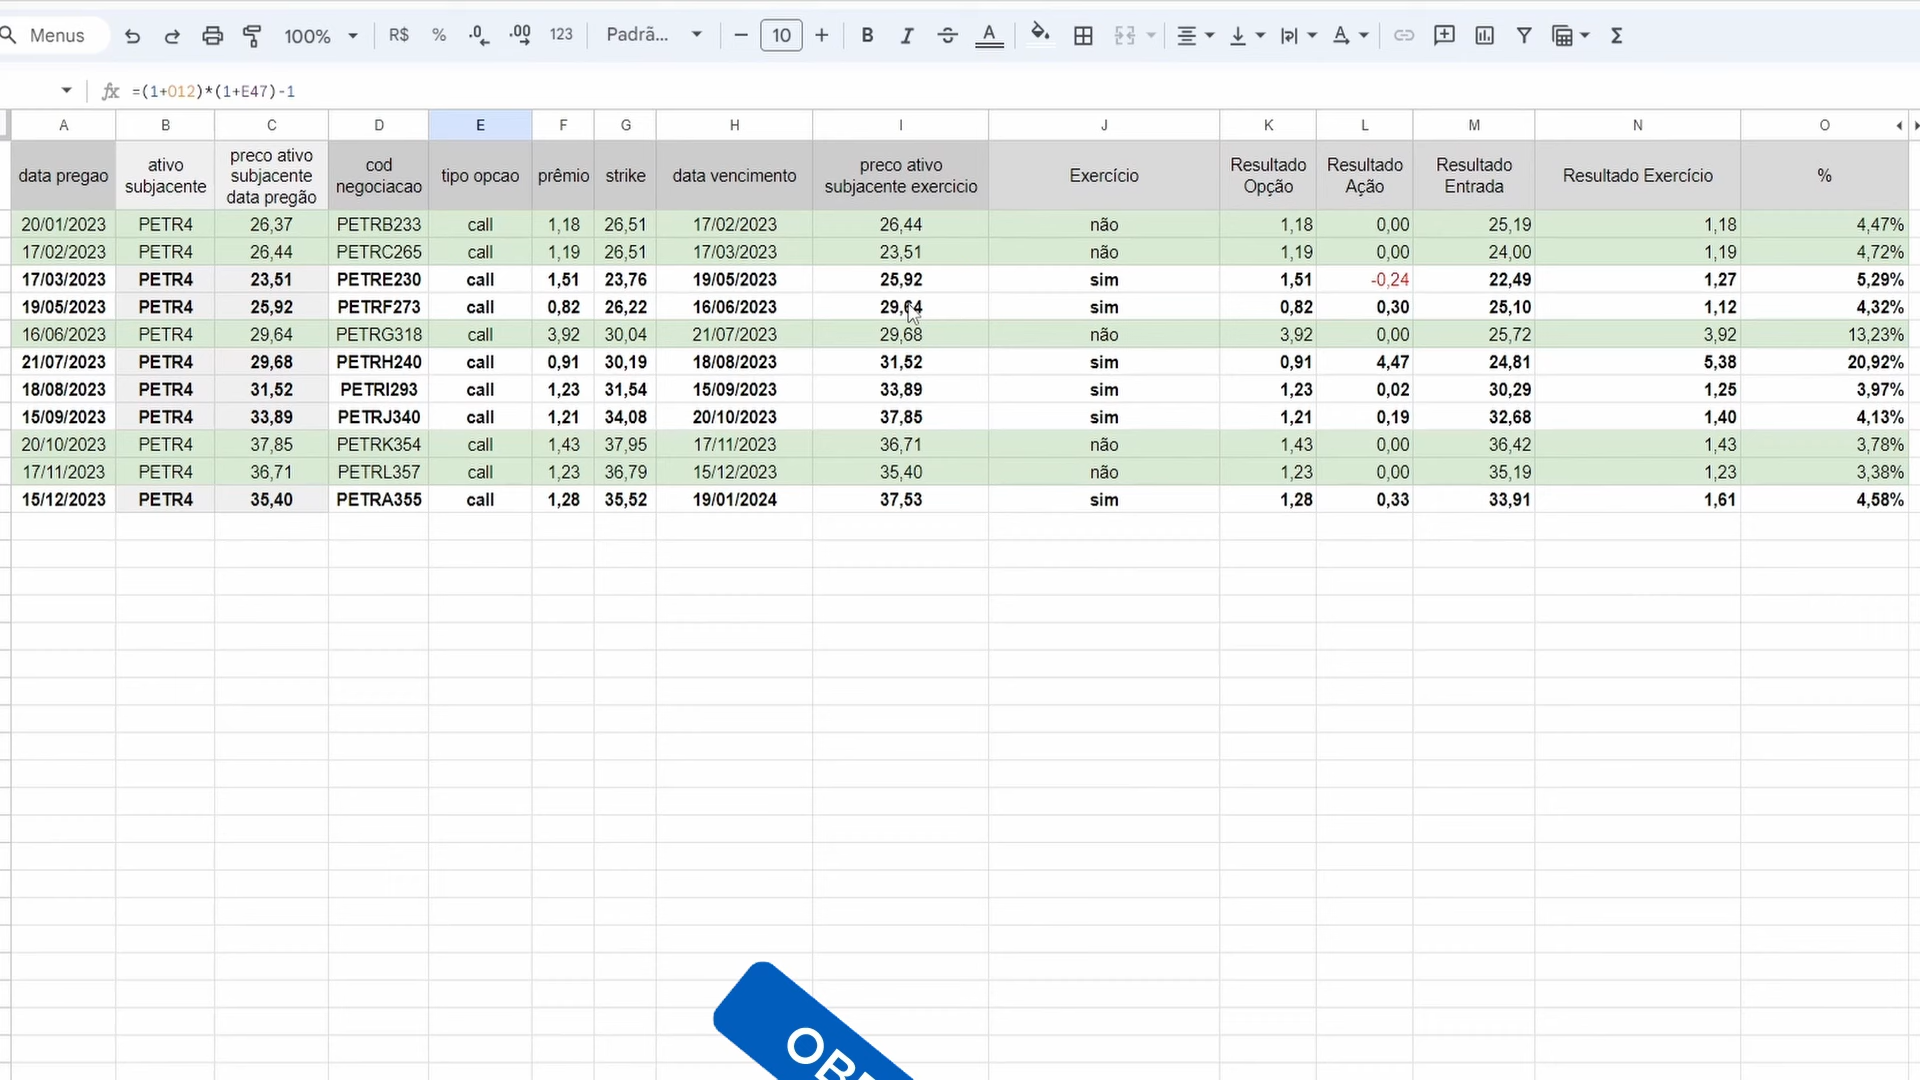 Menus 100% R$ % .0 .00 123 Padrã... 10 B I S A A Σ
fx =(1+O12)*(1+E47)-1
A B C D E F G H I J K L M N O
data pregao ativo subjacente preco ativo subjacente data pregão cod negociacao tipo opcao prêmio strike data vencimento preco ativo subjacente exercicio Exercício Resultado Opção Resultado Ação Resultado Entrada Resultado Exercício %
20/01/2023 PETR4 26,37 PETRB233 call 1,18 26,51 17/02/2023 26,44 não 1,18 0,00 25,19 1,18 4,47%
17/02/2023 PETR4 26,44 PETRC265 call 1,19 26,51 17/03/2023 23,51 não 1,19 0,00 24,00 1,19 4,72%
17/03/2023 PETR4 23,51 PETRE230 call 1,51 23,76 19/05/2023 25,92 sim 1,51 -0,24 22,49 1,27 5,29%
19/05/2023 PETR4 25,92 PETRF273 call 0,82 26,22 16/06/2023 29,64 sim 0,82 0,30 25,10 1,12 4,32%
16/06/2023 PETR4 29,64 PETRG318 call 3,92 30,04 21/07/2023 29,68 não 3,92 0,00 25,72 3,92 13,23%
21/07/2023 PETR4 29,68 PETRH240 call 0,91 30,19 18/08/2023 31,52 sim 0,91 4,47 24,81 5,38 20,92%
18/08/2023 PETR4 31,52 PETRI293 call 1,23 31,54 15/09/2023 33,89 sim 1,23 0,02 30,29 1,25 3,97%
15/09/2023 PETR4 33,89 PETRJ340 call 1,21 34,08 20/10/2023 37,85 sim 1,21 0,19 32,68 1,40 4,13%
20/10/2023 PETR4 37,85 PETRK354 call 1,43 37,95 17/11/2023 36,71 não 1,43 0,00 36,42 1,43 3,78%
17/11/2023 PETR4 36,71 PETRL357 call 1,23 36,79 15/12/2023 35,40 não 1,23 0,00 35,19 1,23 3,38%
15/12/2023 PETR4 35,40 PETRA355 call 1,28 35,52 19/01/2024 37,53 sim 1,28 0,33 33,91 1,61 4,58%